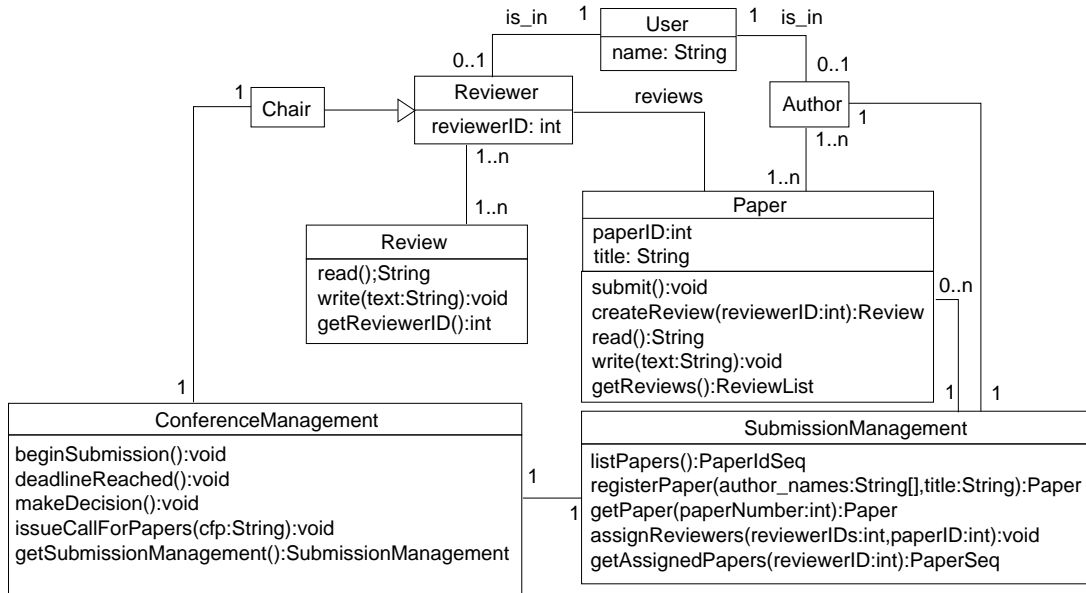 is_in
1
User
1
is_in
name: String
0..1
0..1
1
Chair
Reviewer
reviewerID: int
reviews
Author
1
1..n
1..n
1..n
1..n
Paper
paperID:int
title: String
Review
read();String
write(text:String):void
getReviewerID():int
submit():void
createReview(reviewerID:int):Review
read():String
write(text:String):void
getReviews():ReviewList
0..n
1
1
1
ConferenceManagement
beginSubmission():void
deadlineReached():void
makeDecision():void
issueCallForPapers(cfp:String):void
getSubmissionManagement():SubmissionManagement
1
1
SubmissionManagement
listPapers():PaperIdSeq
registerPaper(author_names:String[],title:String):Paper
getPaper(paperNumber:int):Paper
assignReviewers(reviewerIDs:int,paperID:int):void
getAssignedPapers(reviewerID:int):PaperSeq